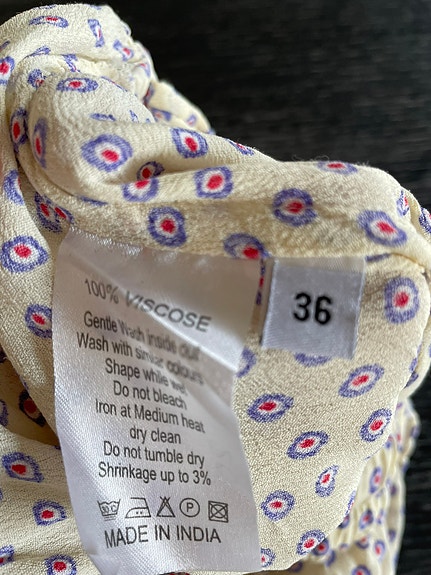 100% VISCOSE
Gentle Wash inside out
Wash with similar colours
Shape while wet
Do not bleach
Iron at Medium heat
dry clean
Do not tumble dry
Shrinkage up to 3%
P
MADE IN INDIA
36